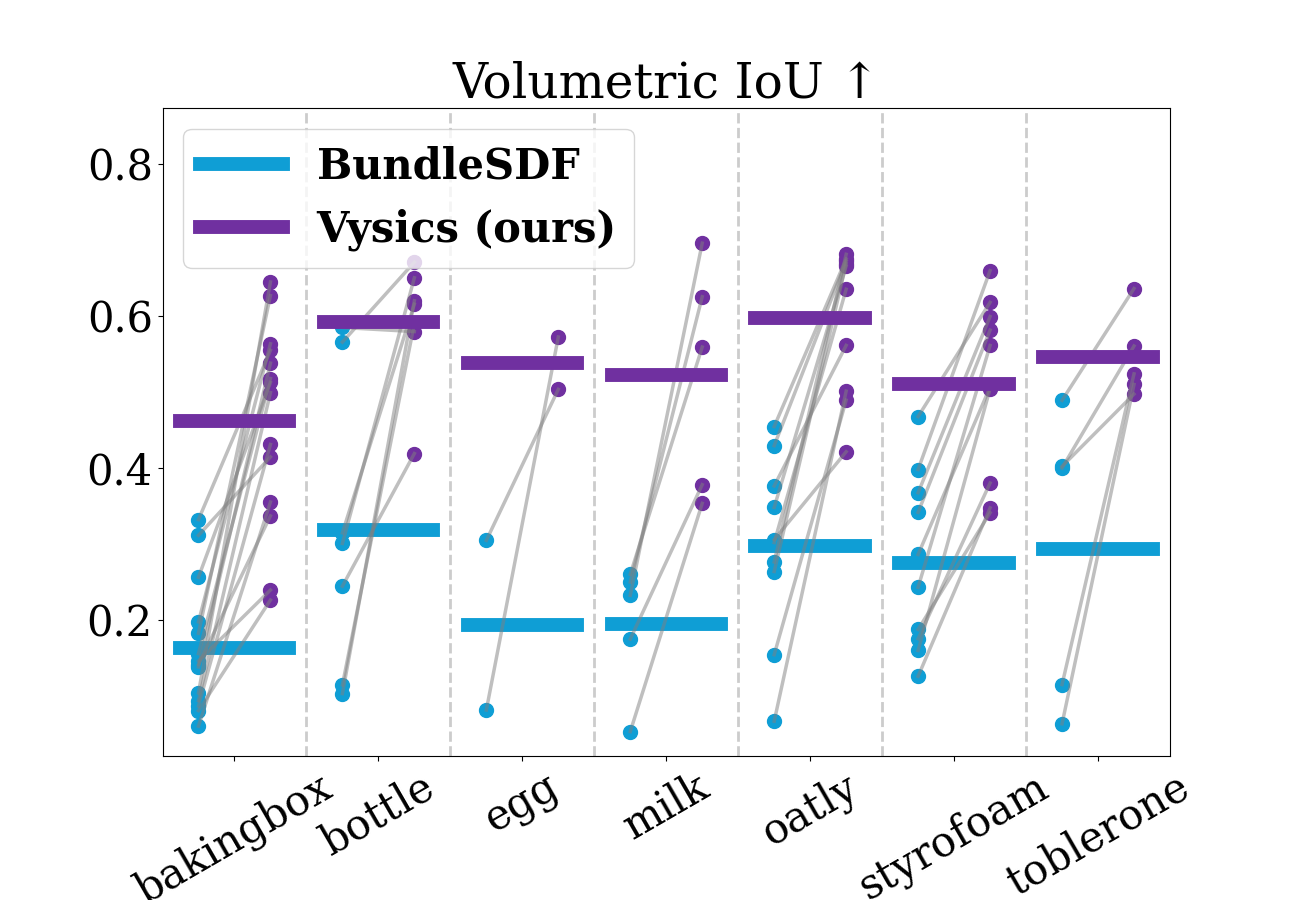 Volumetric IoU ↑
BundleSDF
Vysics (ours)
0.8
0.6
0.4
0.2
bakingbox
bottle
egg
milk
oatly
styrofoam
toblerone